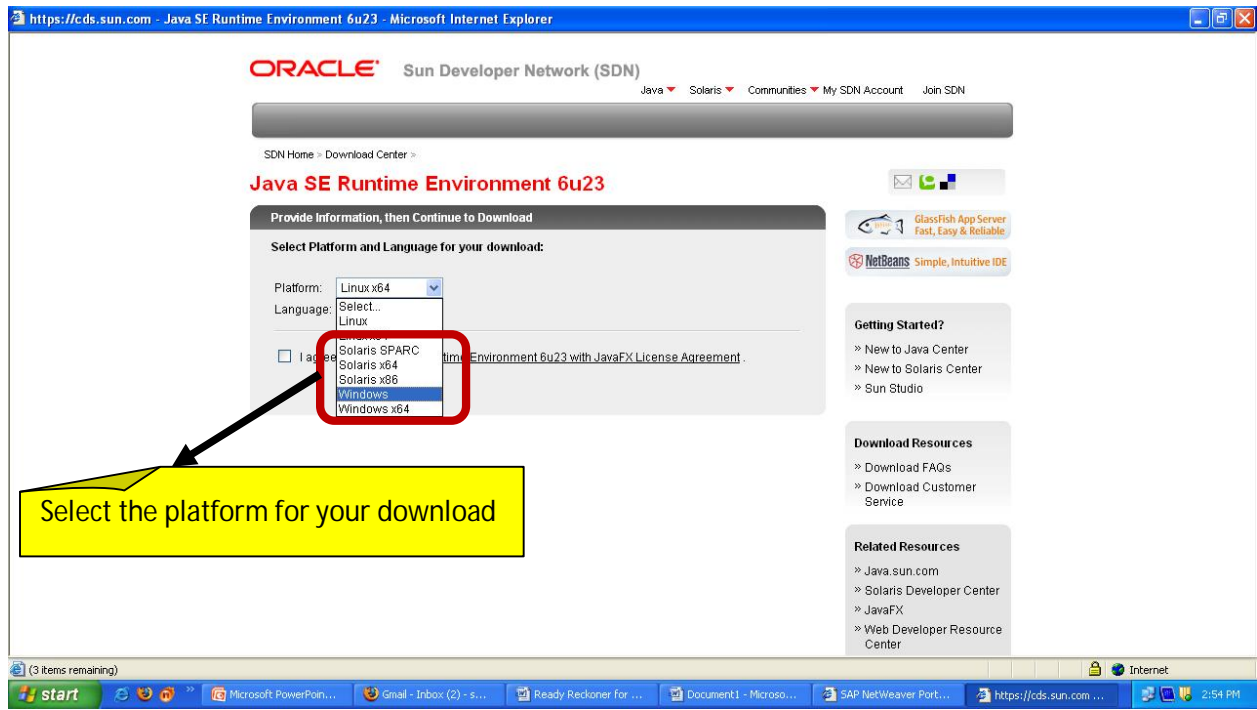 https://cds.sun.com - Java SE Runtime Environment 6u23 - Microsoft Internet Explorer
ORACLE Sun Developer Network (SDN)
Java Solaris Communities My SDN Account Join SDN
SDN Home > Download Center >
Java SE Runtime Environment 6u23
Provide Information, then Continue to Download
Select Platform and Language for your download:
Platform: Linux x64
Language:
Select...
Linux
Solaris SPARC
Solaris x64
Solaris x86
Windows
Windows x64
I agree Environment 6u23 with JavaFX License Agreement .
Select the platform for your download
GlassFish App Server
Fast, Easy & Reliable
NetBeans Simple, Intuitive IDE
Getting Started?
» New to Java Center
» New to Solaris Center
» Sun Studio
Download Resources
» Download FAQs
» Download Customer
Service
Related Resources
» Java.sun.com
» Solaris Developer Center
» JavaFX
» Web Developer Resource
Center
(3 items remaining) Internet
start » Microsoft PowerPoin... Gmail - Inbox (2) - s... Ready Reckoner for ... Document1 - Microso... SAP NetWeaver Port... https://cds.sun.com ... 2:54 PM